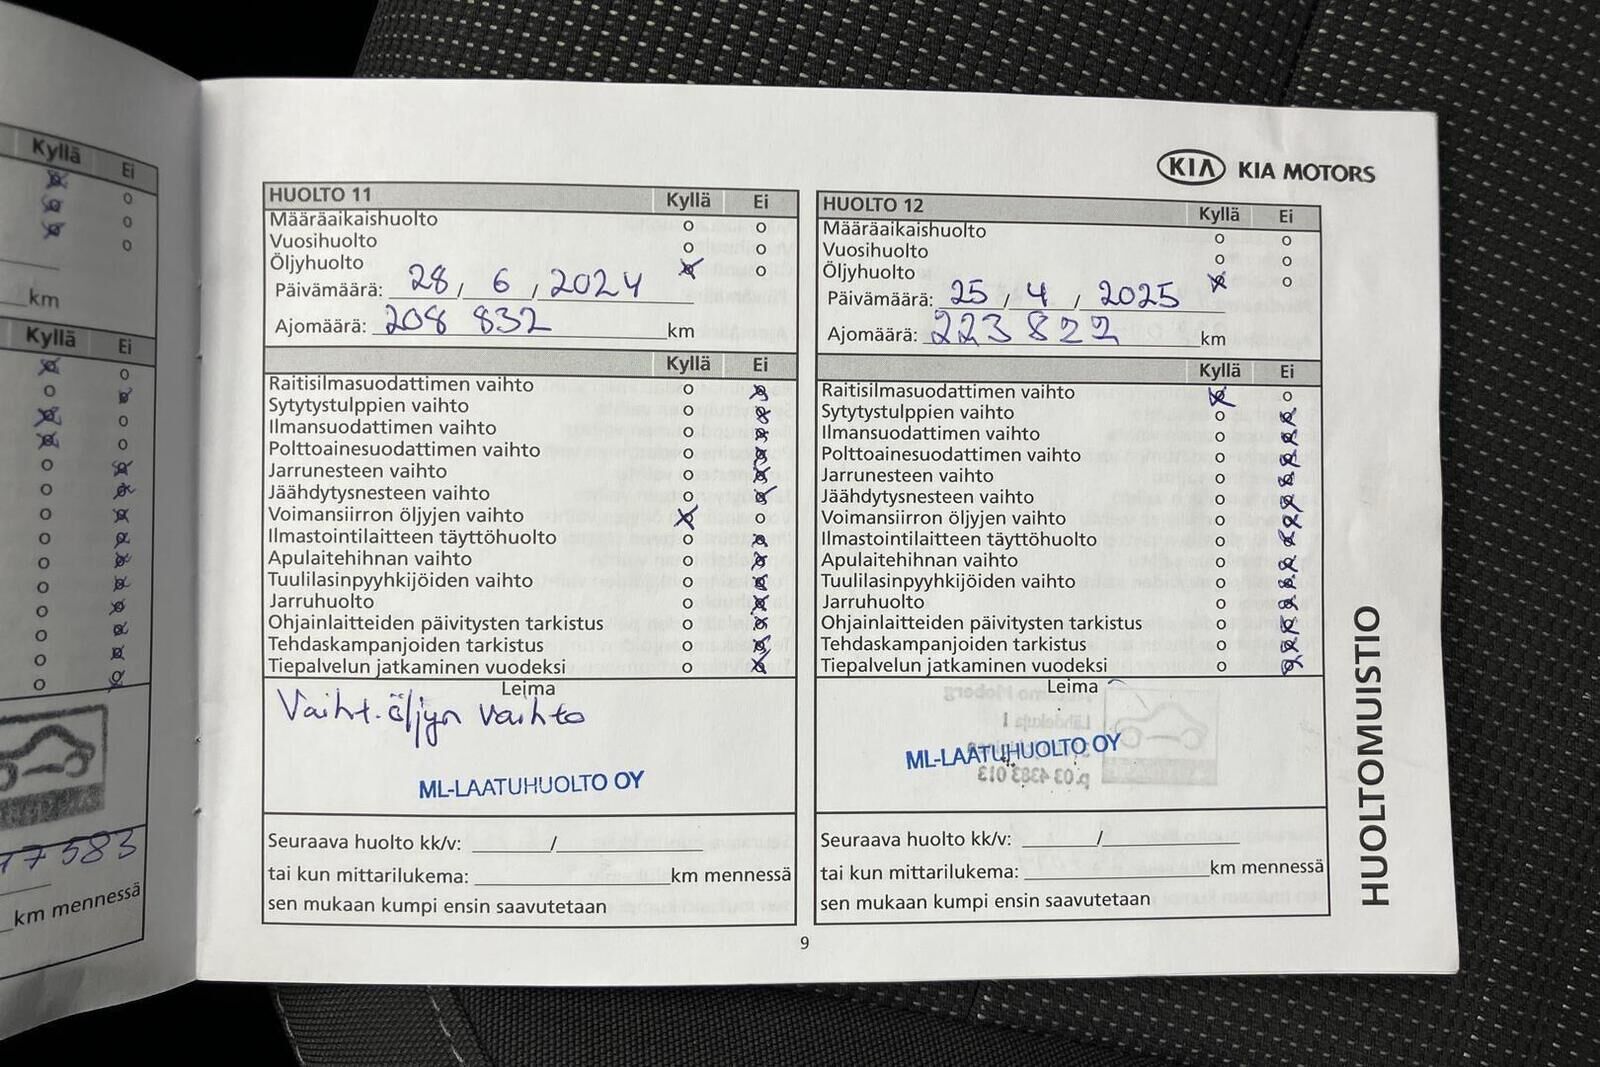 Kyllä Ei
km
Kyllä Ei
17583
km mennessä
KIA KIA MOTORS
HUOLTO 11 Kyllä Ei
Määräaikaishuolto o o
Vuosihuolto o o
Öljyhuolto o
Päivämäärä: 28, 6, 2024
Ajomäärä: 208 832 km
Kyllä Ei
Raitisilmasuodattimen vaihto o
Sytytystulppien vaihto o
Ilmansuodattimen vaihto o
Polttoainesuodattimen vaihto o
Jarrunesteen vaihto o
Jäähdytysnesteen vaihto o
Voimansiirron öljyjen vaihto o
Ilmastointilaitteen täyttöhuolto o
Apulaitehihnan vaihto o
Tuulilasinpyyhkijöiden vaihto o
Jarruhuolto o
Ohjainlaitteiden päivitysten tarkistus o
Tehdaskampanjoiden tarkistus o
Tiepalvelun jatkaminen vuodeksi o
Leima
Vaiht.öljyn vaihto
ML-LAATUHUOLTO OY
Seuraava huolto kk/v: /
tai kun mittarilukema: km mennessä
sen mukaan kumpi ensin saavutetaan
HUOLTO 12 Kyllä Ei
Määräaikaishuolto o o
Vuosihuolto o o
Öljyhuolto o
Päivämäärä: 25, 4, 2025
Ajomäärä: 223 822 km
Kyllä Ei
Raitisilmasuodattimen vaihto o
Sytytystulppien vaihto o
Ilmansuodattimen vaihto o
Polttoainesuodattimen vaihto o
Jarrunesteen vaihto o
Jäähdytysnesteen vaihto o
Voimansiirron öljyjen vaihto o
Ilmastointilaitteen täyttöhuolto o
Apulaitehihnan vaihto o
Tuulilasinpyyhkijöiden vaihto o
Jarruhuolto o
Ohjainlaitteiden päivitysten tarkistus o
Tehdaskampanjoiden tarkistus o
Tiepalvelun jatkaminen vuodeksi o
Leima
ML-LAATUHUOLTO OY
Seuraava huolto kk/v: /
tai kun mittarilukema: km mennessä
sen mukaan kumpi ensin saavutetaan
HUOLTOMUISTIO
9